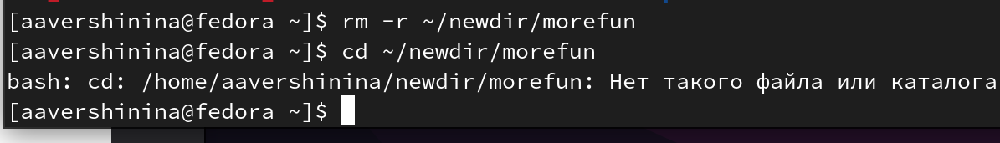 [aavershinina@fedora ~]$ rm -r ~/newdir/morefun
[aavershinina@fedora ~]$ cd ~/newdir/morefun
bash: cd: /home/aavershinina/newdir/morefun: Нет такого файла или каталога
[aavershinina@fedora ~]$